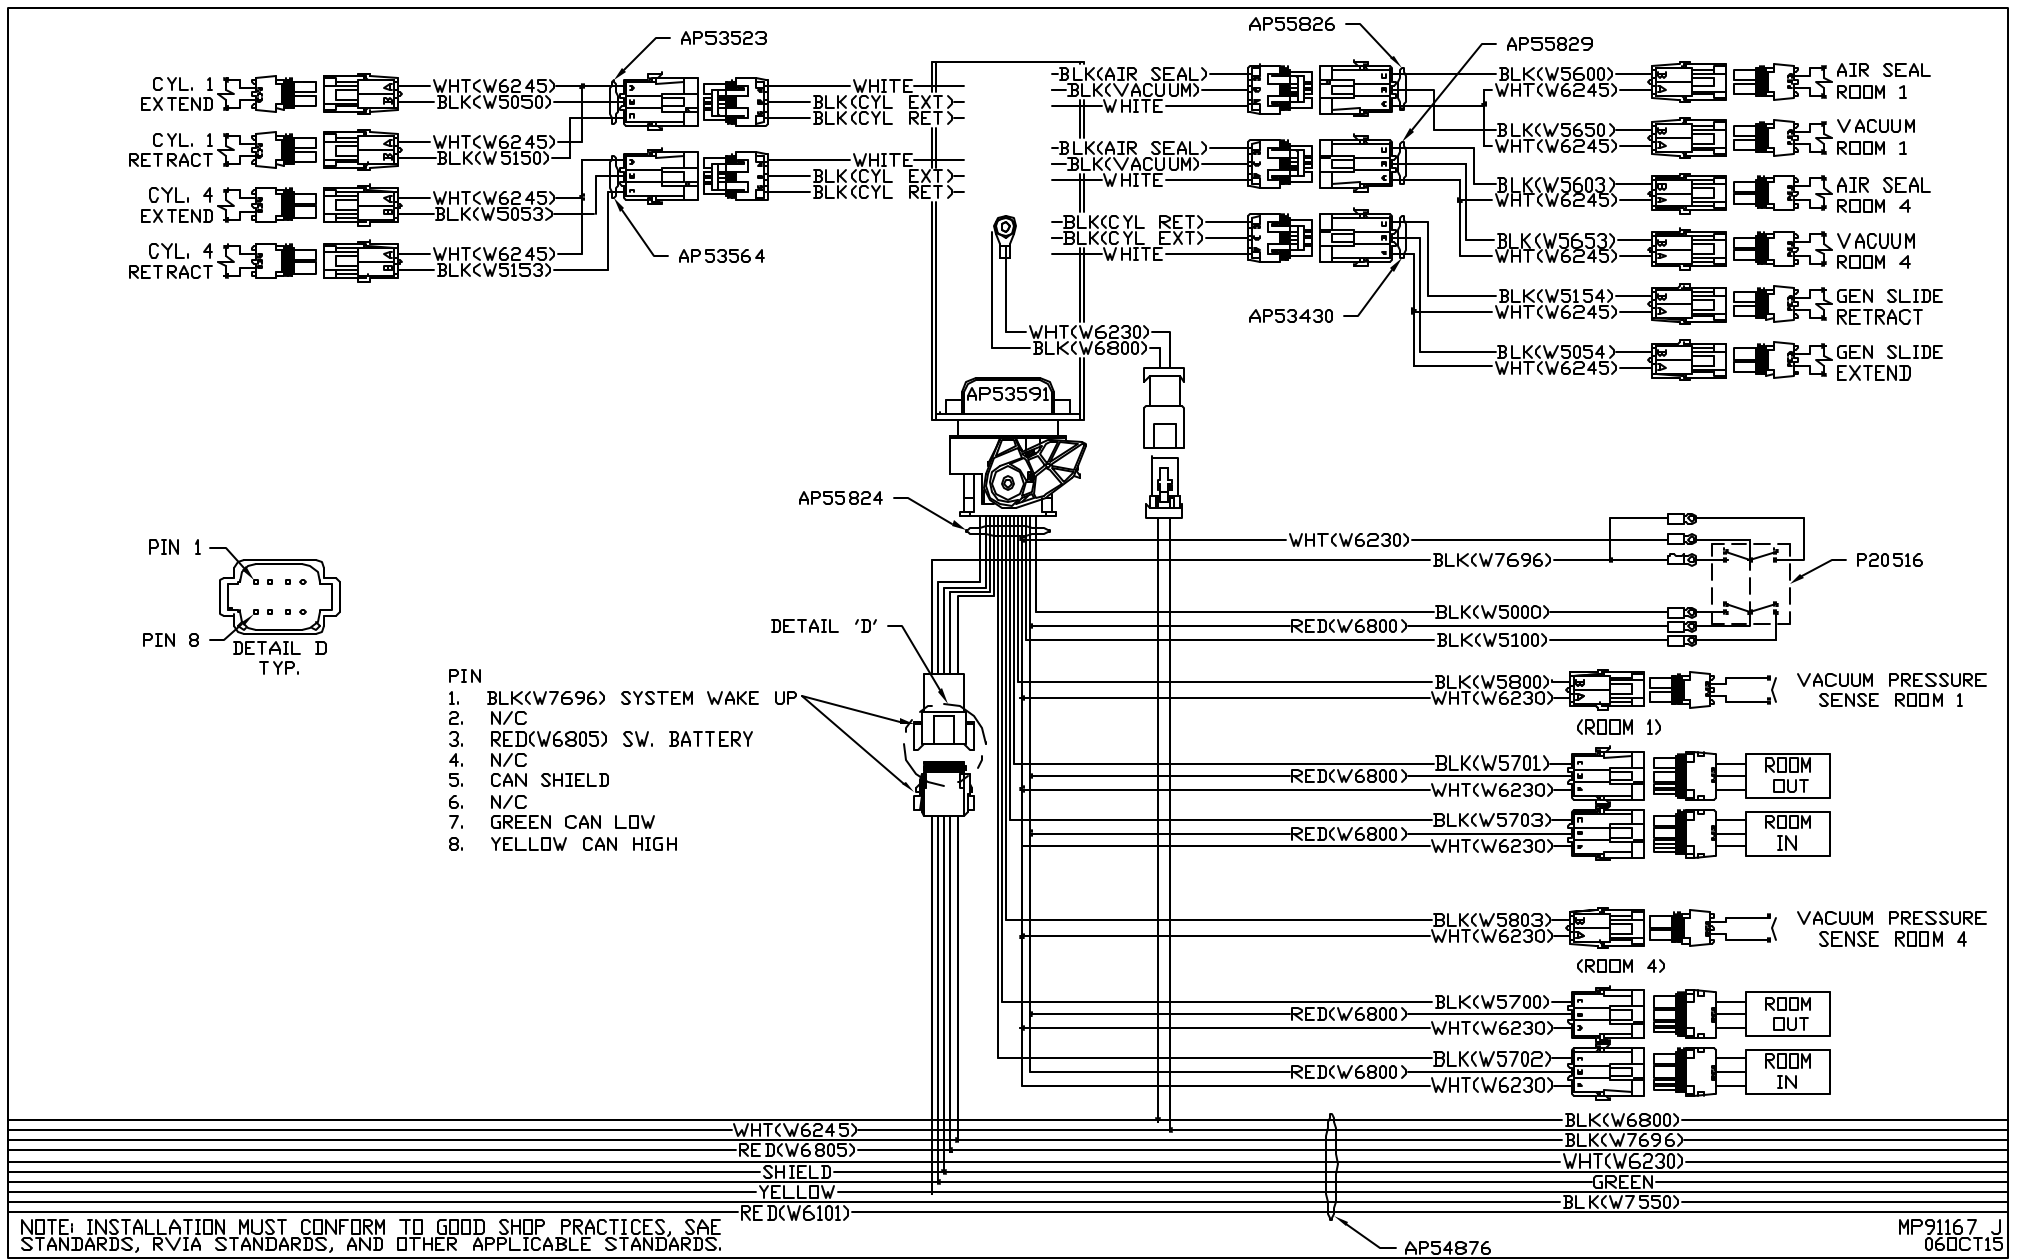 AP53523
CYL. 1
EXTEND
WHT(W6245)
BLK(W5050)
WHITE
BLK(CYL EXT)
BLK(CYL RET)
CYL. 1
RETRACT
WHT(W6245)
BLK(W5150)
WHITE
BLK(CYL EXT)
BLK(CYL RET)
CYL. 4
EXTEND
WHT(W6245)
BLK(W5053)
CYL. 4
RETRACT
WHT(W6245)
BLK(W5153)
AP53564
AP55826
AP55829
BLK(AIR SEAL)
BLK(VACUUM)
WHITE
BLK(W5600)
WHT(W6245)
AIR SEAL
ROOM 1
BLK(W5650)
WHT(W6245)
VACUUM
ROOM 1
BLK(AIR SEAL)
BLK(VACUUM)
WHITE
BLK(W5603)
WHT(W6245)
AIR SEAL
ROOM 4
BLK(CYL RET)
BLK(CYL EXT)
WHITE
BLK(W5653)
WHT(W6245)
VACUUM
ROOM 4
BLK(W5154)
WHT(W6245)
GEN SLIDE
RETRACT
AP53430
BLK(W5054)
WHT(W6245)
GEN SLIDE
EXTEND
WHT(W6230)
BLK(W6800)
AP53591
AP55824
WHT(W6230)
BLK(W7696)
P20516
BLK(W5000)
RED(W6800)
BLK(W5100)
PIN 1
PIN 8
DETAIL D
TYP.
DETAIL 'D'
PIN
1. BLK(W7696) SYSTEM WAKE UP
2. N/C
3. RED(W6805) SW. BATTERY
4. N/C
5. CAN SHIELD
6. N/C
7. GREEN CAN LOW
8. YELLOW CAN HIGH
BLK(W5800)
WHT(W6230)
VACUUM PRESSURE
SENSE ROOM 1
(ROOM 1)
BLK(W5701)
RED(W6800)
WHT(W6230)
ROOM
OUT
BLK(W5703)
RED(W6800)
WHT(W6230)
ROOM
IN
BLK(W5803)
WHT(W6230)
VACUUM PRESSURE
SENSE ROOM 4
(ROOM 4)
BLK(W5700)
RED(W6800)
WHT(W6230)
ROOM
OUT
BLK(W5702)
RED(W6800)
WHT(W6230)
ROOM
IN
BLK(W6800)
WHT(W6245)
BLK(W7696)
RED(W6805)
WHT(W6230)
SHIELD
GREEN
YELLOW
BLK(W7550)
RED(W6101)
AP54876
NOTE: INSTALLATION MUST CONFORM TO GOOD SHOP PRACTICES, SAE
STANDARDS, RVIA STANDARDS, AND OTHER APPLICABLE STANDARDS.
MP91167 J
06OCT15